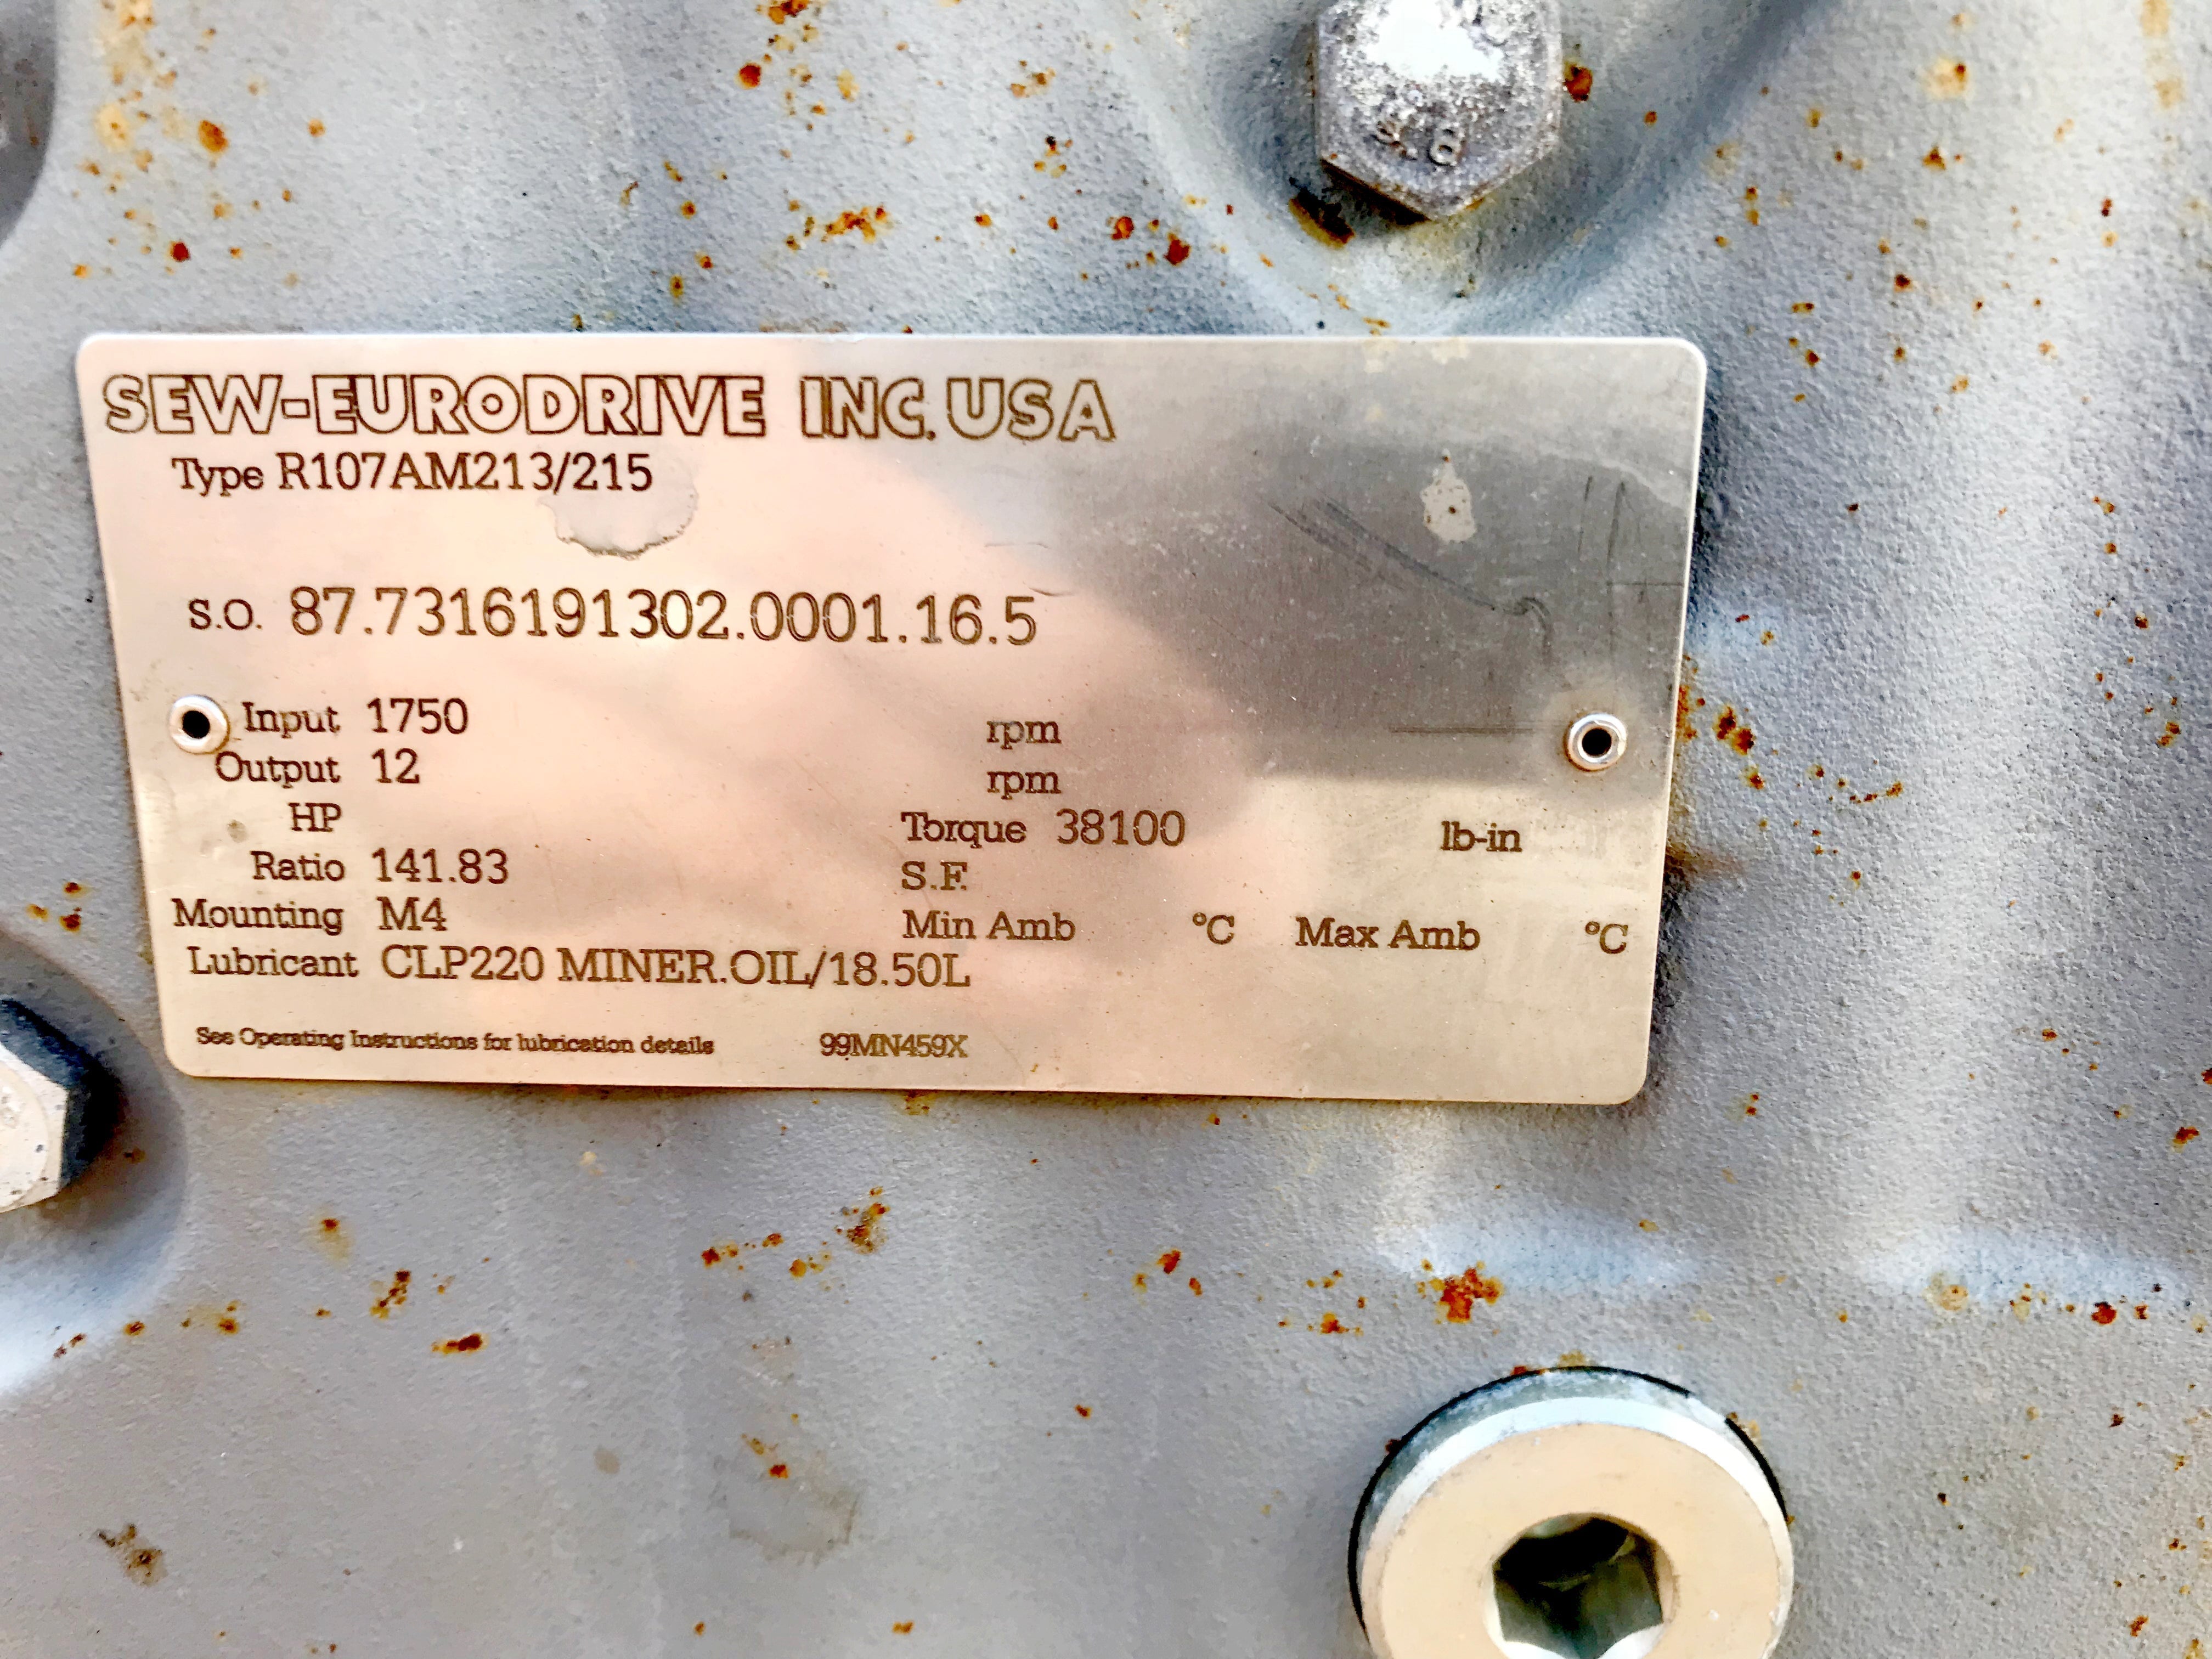 8.8
SEW-EURODRIVE INC. USA
Type R107AM213/215
S.O. 87.7316191302.0001.16.5
Input 1750 rpm
Output 12 rpm
HP Torque 38100 lb-in
Ratio 141.83 S.F.
Mounting M4 Min Amb °C Max Amb °C
Lubricant CLP220 MINER.OIL/18.50L
See Operating Instructions for lubrication details 99MN459X